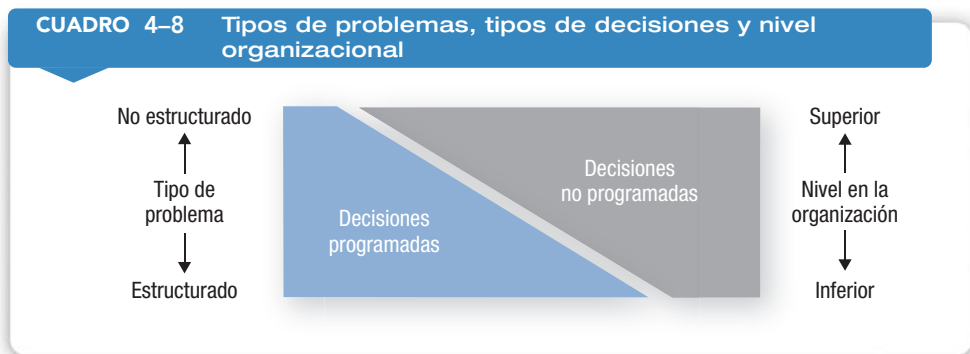 CUADRO 4–8 Tipos de problemas, tipos de decisiones y nivel
organizacional
No estructurado
Tipo de
problema
Estructurado
Decisiones
programadas
Decisiones
no programadas
Superior
Nivel en la
organización
Inferior